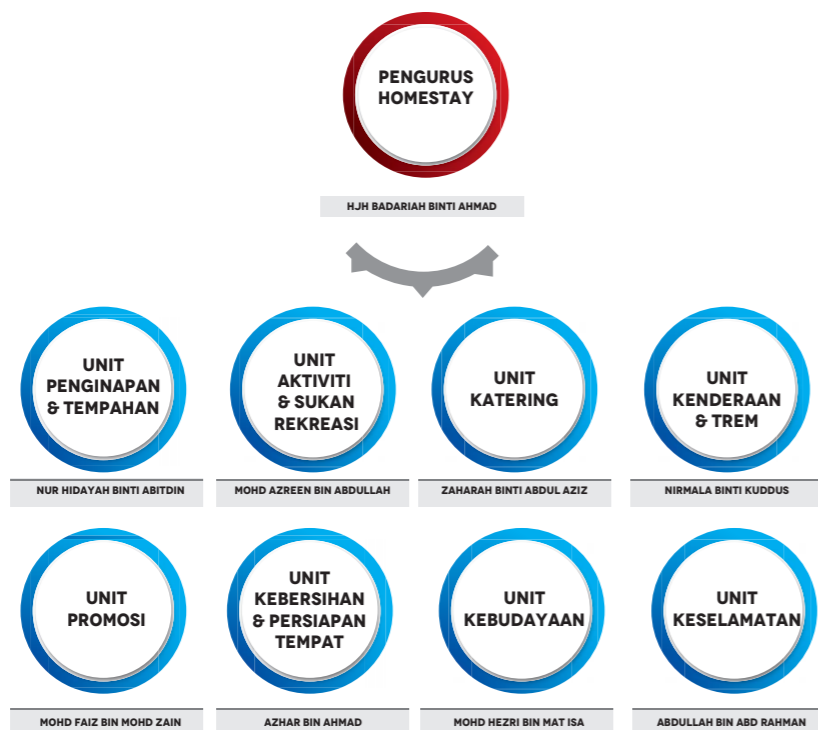 PENGURUS
HOMESTAY
HJH BADARIAH BINTI AHMAD
UNIT
PENGINAPAN
& TEMPAHAN
NUR HIDAYAH BINTI ABITDIN
UNIT
AKTIVITI
& SUKAN
REKREASI
MOHD AZREEN BIN ABDULLAH
UNIT
KATERING
ZAHARAH BINTI ABDUL AZIZ
UNIT
KENDERAAN
& TREM
NIRMALA BINTI KUDDUS
UNIT
PROMOSI
MOHD FAIZ BIN MOHD ZAIN
UNIT
KEBERSIHAN
& PERSIAPAN
TEMPAT
AZHAR BIN AHMAD
UNIT
KEBUDAYAAN
MOHD HEZRI BIN MAT ISA
UNIT
KESELAMATAN
ABDULLAH BIN ABD RAHMAN